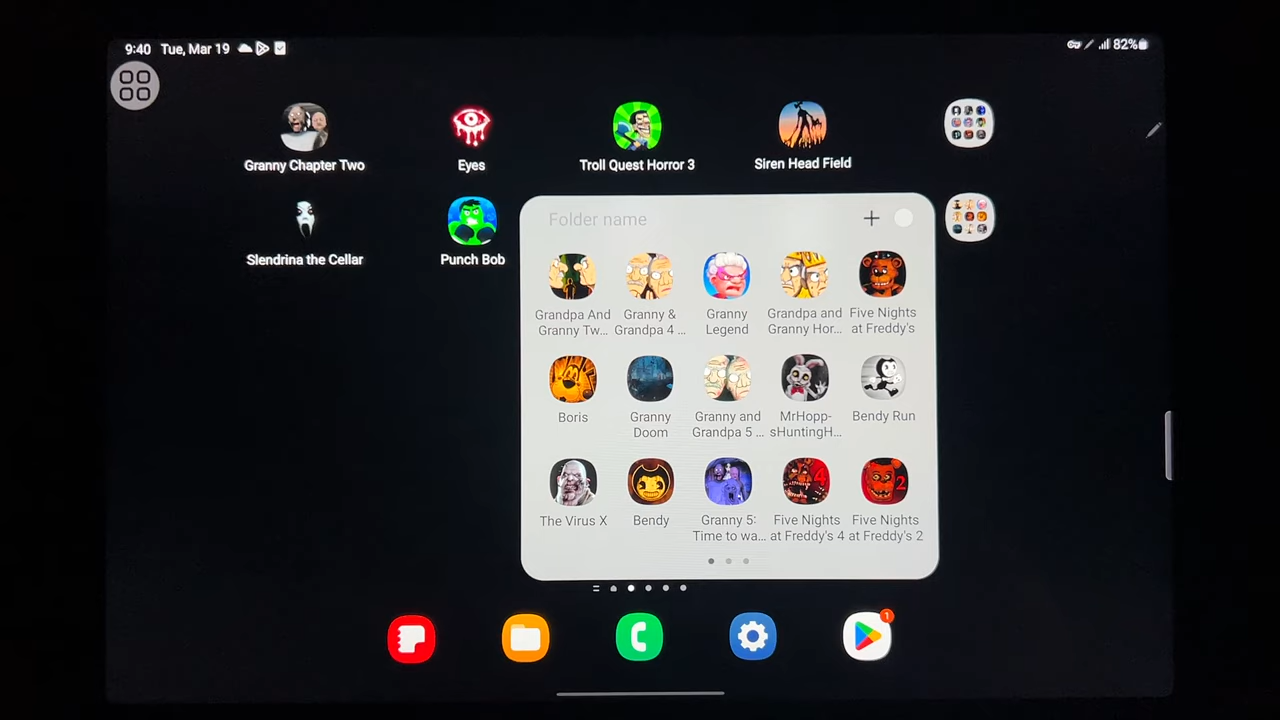 9:40 Tue, Mar 19
82%
Granny Chapter Two
Eyes
Troll Quest Horror 3
Siren Head Field
Slendrina the Cellar
Punch Bob
Folder name
Grandpa And
Granny Tw...
Granny &
Grandpa 4 ...
Granny
Legend
Grandpa and
Granny Hor...
Five Nights
at Freddy's
Boris
Granny
Doom
Granny and
Grandpa 5 ...
MrHopp-
sHuntingH...
Bendy Run
The Virus X
Bendy
Granny 5:
Time to wa...
4
Five Nights
at Freddy's 4
2
Five Nights
at Freddy's 2
1